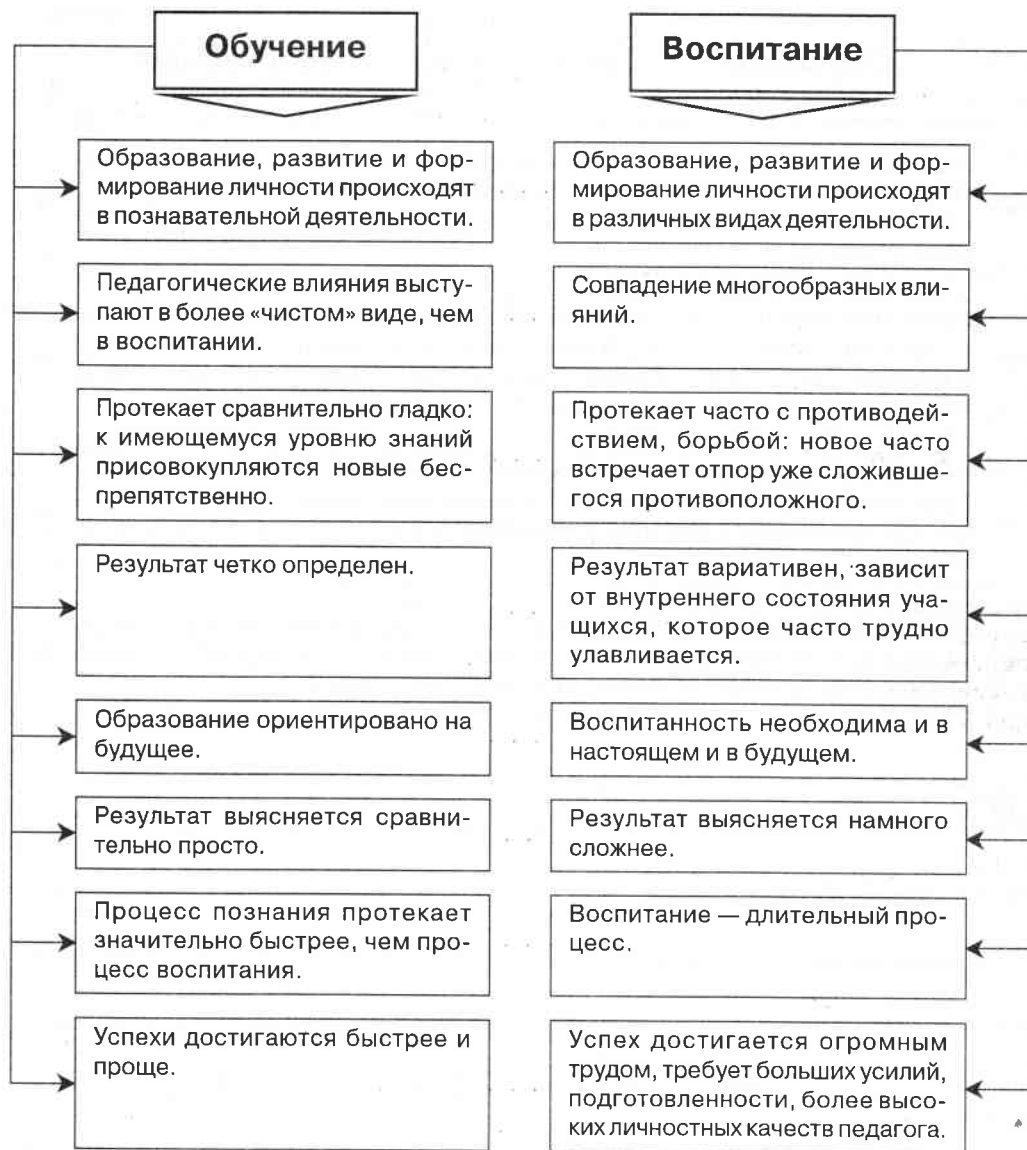 Обучение
Воспитание
Образование, развитие и фор-
мирование личности происходят
в познавательной деятельности.
Образование, развитие и фор-
мирование личности происходят
в различных видах деятельности.
Педагогические влияния высту-
пают в более «чистом» виде, чем
в воспитании.
Совпадение многообразных вли-
яний.
Протекает сравнительно гладко:
к имеющемуся уровню знаний
присовокупляются новые бес-
препятственно.
Протекает часто с противодей-
ствием, борьбой: новое часто
встречает отпор уже сложивше-
гося противоположного.
Результат четко определен.
Результат вариативен, зависит
от внутреннего состояния уча-
щихся, которое часто трудно
улавливается.
Образование ориентировано на
будущее.
Воспитанность необходима и в
настоящем и в будущем.
Результат выясняется сравни-
тельно просто.
Результат выясняется намного
сложнее.
Процесс познания протекает
значительно быстрее, чем про-
цесс воспитания.
Воспитание — длительный про-
цесс.
Успехи достигаются быстрее и
проще.
Успех достигается огромным
трудом, требует больших усилий,
подготовленности, более высо-
ких личностных качеств педагога.